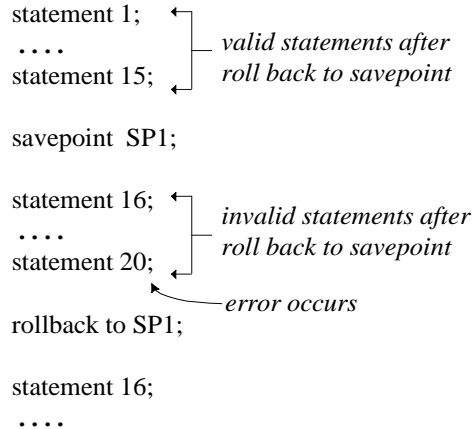 statement 1;
....
statement 15;
valid statements after
roll back to savepoint
savepoint SP1;
statement 16;
....
statement 20;
invalid statements after
roll back to savepoint
error occurs
rollback to SP1;
statement 16;
....